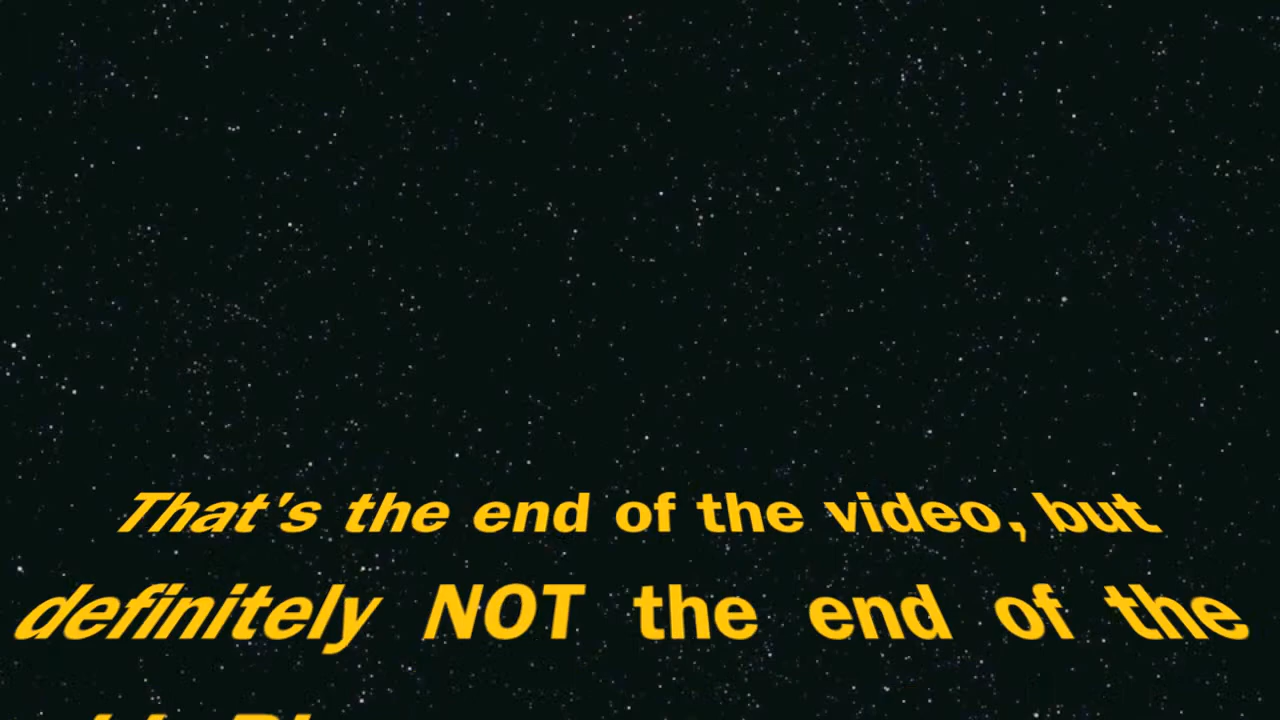 That's the end of the video, but
definitely NOT the end of the